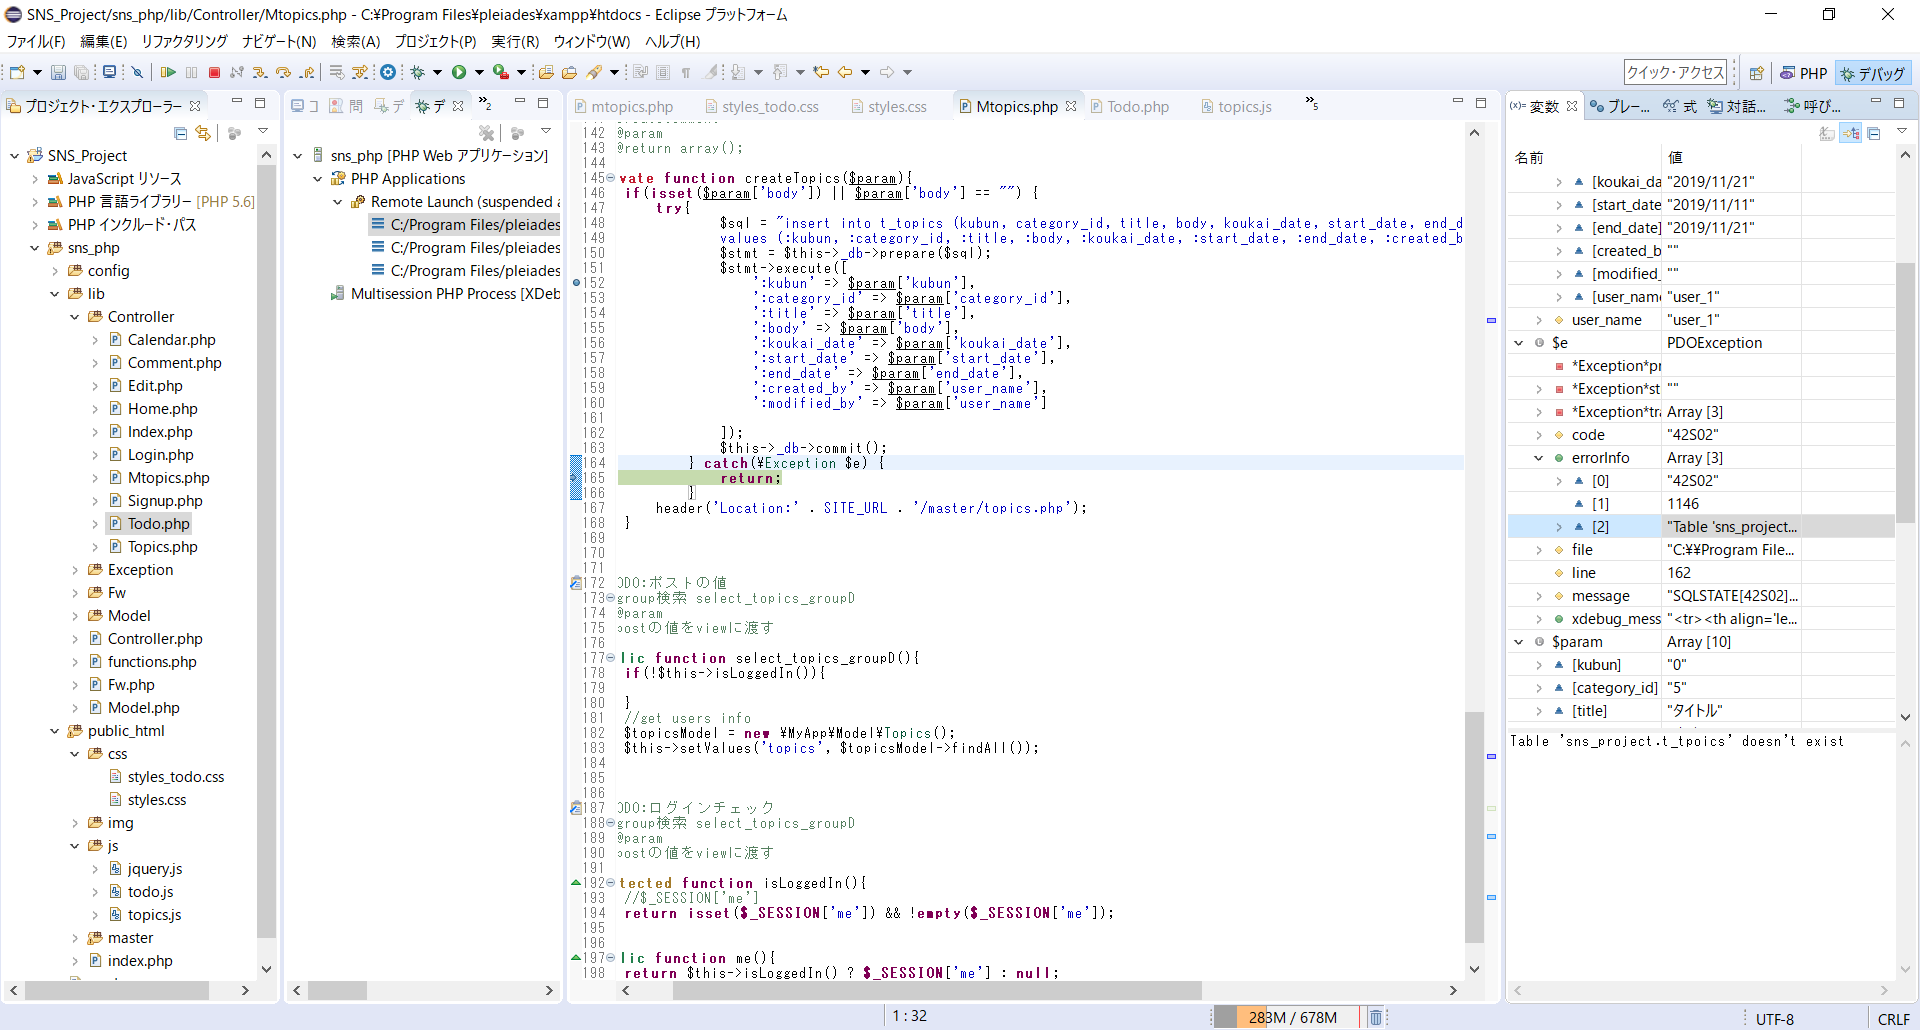 SNS_Project/sns_php/lib/Controller/Mtopics.php - C:¥Program Files¥pleiades¥xampp¥htdocs - Eclipse プラットフォーム
ファイル(F) 編集(E) リファクタリング ナビゲート(N) 検索(A) プロジェクト(P) 実行(R) ウィンドウ(W) ヘルプ(H)
クイック・アクセス PHP デバッグ
プロジェクト・エクスプローラー
SNS_Project
JavaScript リソース
PHP 言語ライブラリー [PHP 5.6]
PHP インクルード・パス
sns_php
config
lib
Controller
Calendar.php
Comment.php
Edit.php
Home.php
Index.php
Login.php
Mtopics.php
Signup.php
Todo.php
Topics.php
Exception
Fw
Model
Controller.php
functions.php
Fw.php
Model.php
public_html
css
styles_todo.css
styles.css
img
js
jquery.js
todo.js
topics.js
master
index.php
コ 問 デ デ »2
sns_php [PHP Web アプリケーション]
PHP Applications
Remote Launch (suspended a
C:/Program Files/pleiades
C:/Program Files/pleiades
C:/Program Files/pleiades
Multisession PHP Process [XDeb
mtopics.php styles_todo.css styles.css Mtopics.php Todo.php topics.js »5
142 @param
143 @return array();
144
145 vate function createTopics($param){
146 if(isset($param['body']) || $param['body'] == "") {
147 try{
148 $sql = "insert into t_topics (kubun, category_id, title, body, koukai_date, start_date, end_d
149 values (:kubun, :category_id, :title, :body, :koukai_date, :start_date, :end_date, :created_b
150 $stmt = $this->_db->prepare($sql);
151 $stmt->execute([
152 ':kubun' => $param['kubun'],
153 ':category_id' => $param['category_id'],
154 ':title' => $param['title'],
155 ':body' => $param['body'],
156 ':koukai_date' => $param['koukai_date'],
157 ':start_date' => $param['start_date'],
158 ':end_date' => $param['end_date'],
159 ':created_by' => $param['user_name'],
160 ':modified_by' => $param['user_name']
161
162 ]);
163 $this->_db->commit();
164 } catch(¥Exception $e) {
165 return;
166 }
167 header('Location:' . SITE_URL . '/master/topics.php');
168 }
169
170
171
172 ODO:ポストの値
173 group検索 select_topics_groupD
174 @param
175 postの値をviewに渡す
176
177 lic function select_topics_groupD(){
178 if(!$this->isLoggedIn()){
179
180 }
181 //get users info
182 $topicsModel = new ¥MyApp¥Model¥Topics();
183 $this->setValues('topics', $topicsModel->findAll());
184
185
186
187 ODO:ログインチェック
188 group検索 select_topics_groupD
189 @param
190 postの値をviewに渡す
191
192 tected function isLoggedIn(){
193 //$_SESSION['me']
194 return isset($_SESSION['me']) && !empty($_SESSION['me']);
195
196
197 lic function me(){
198 return $this->isLoggedIn() ? $_SESSION['me'] : null;
(x)= 変数 ブレー... 式 対話... 呼び...
名前 値
[koukai_da "2019/11/21"
[start_date "2019/11/11"
[end_date] "2019/11/21"
[created_b ""
[modified_ ""
[user_name "user_1"
user_name "user_1"
$e PDOException
*Exception*pr
*Exception*st ""
*Exception*tra Array [3]
code "42S02"
errorInfo Array [3]
[0] "42S02"
[1] 1146
[2] "Table 'sns_project...
file "C:¥¥Program File...
line 162
message "SQLSTATE[42S02]...
xdebug_mess "<tr><th align='le...
$param Array [10]
[kubun] "0"
[category_id] "5"
[title] "タイトル"
Table 'sns_project.t_tpoics' doesn't exist
1 : 32 283M / 678M UTF-8 CRLF